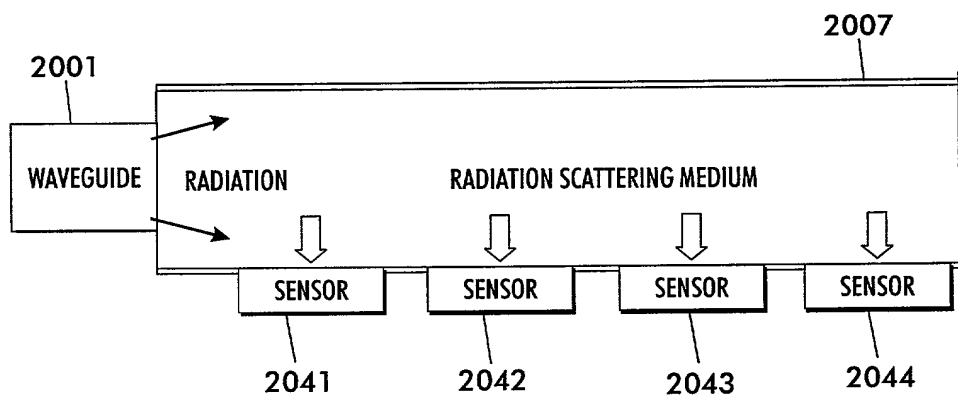 2007
2001
WAVEGUIDE
RADIATION
RADIATION SCATTERING MEDIUM
SENSOR
SENSOR
SENSOR
SENSOR
2041
2042
2043
2044